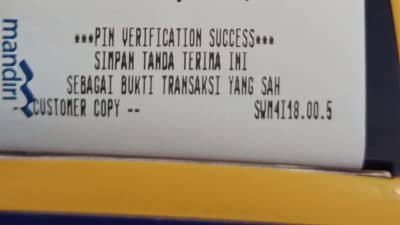 ***PIN VERIFICATION SUCCESS***
SIMPAN TANDA TERIMA INI
SEBAGAI BUKTI TRANSAKSI YANG SAH
CUSTOMER COPY -- SWM4I18.00.5
mandiri